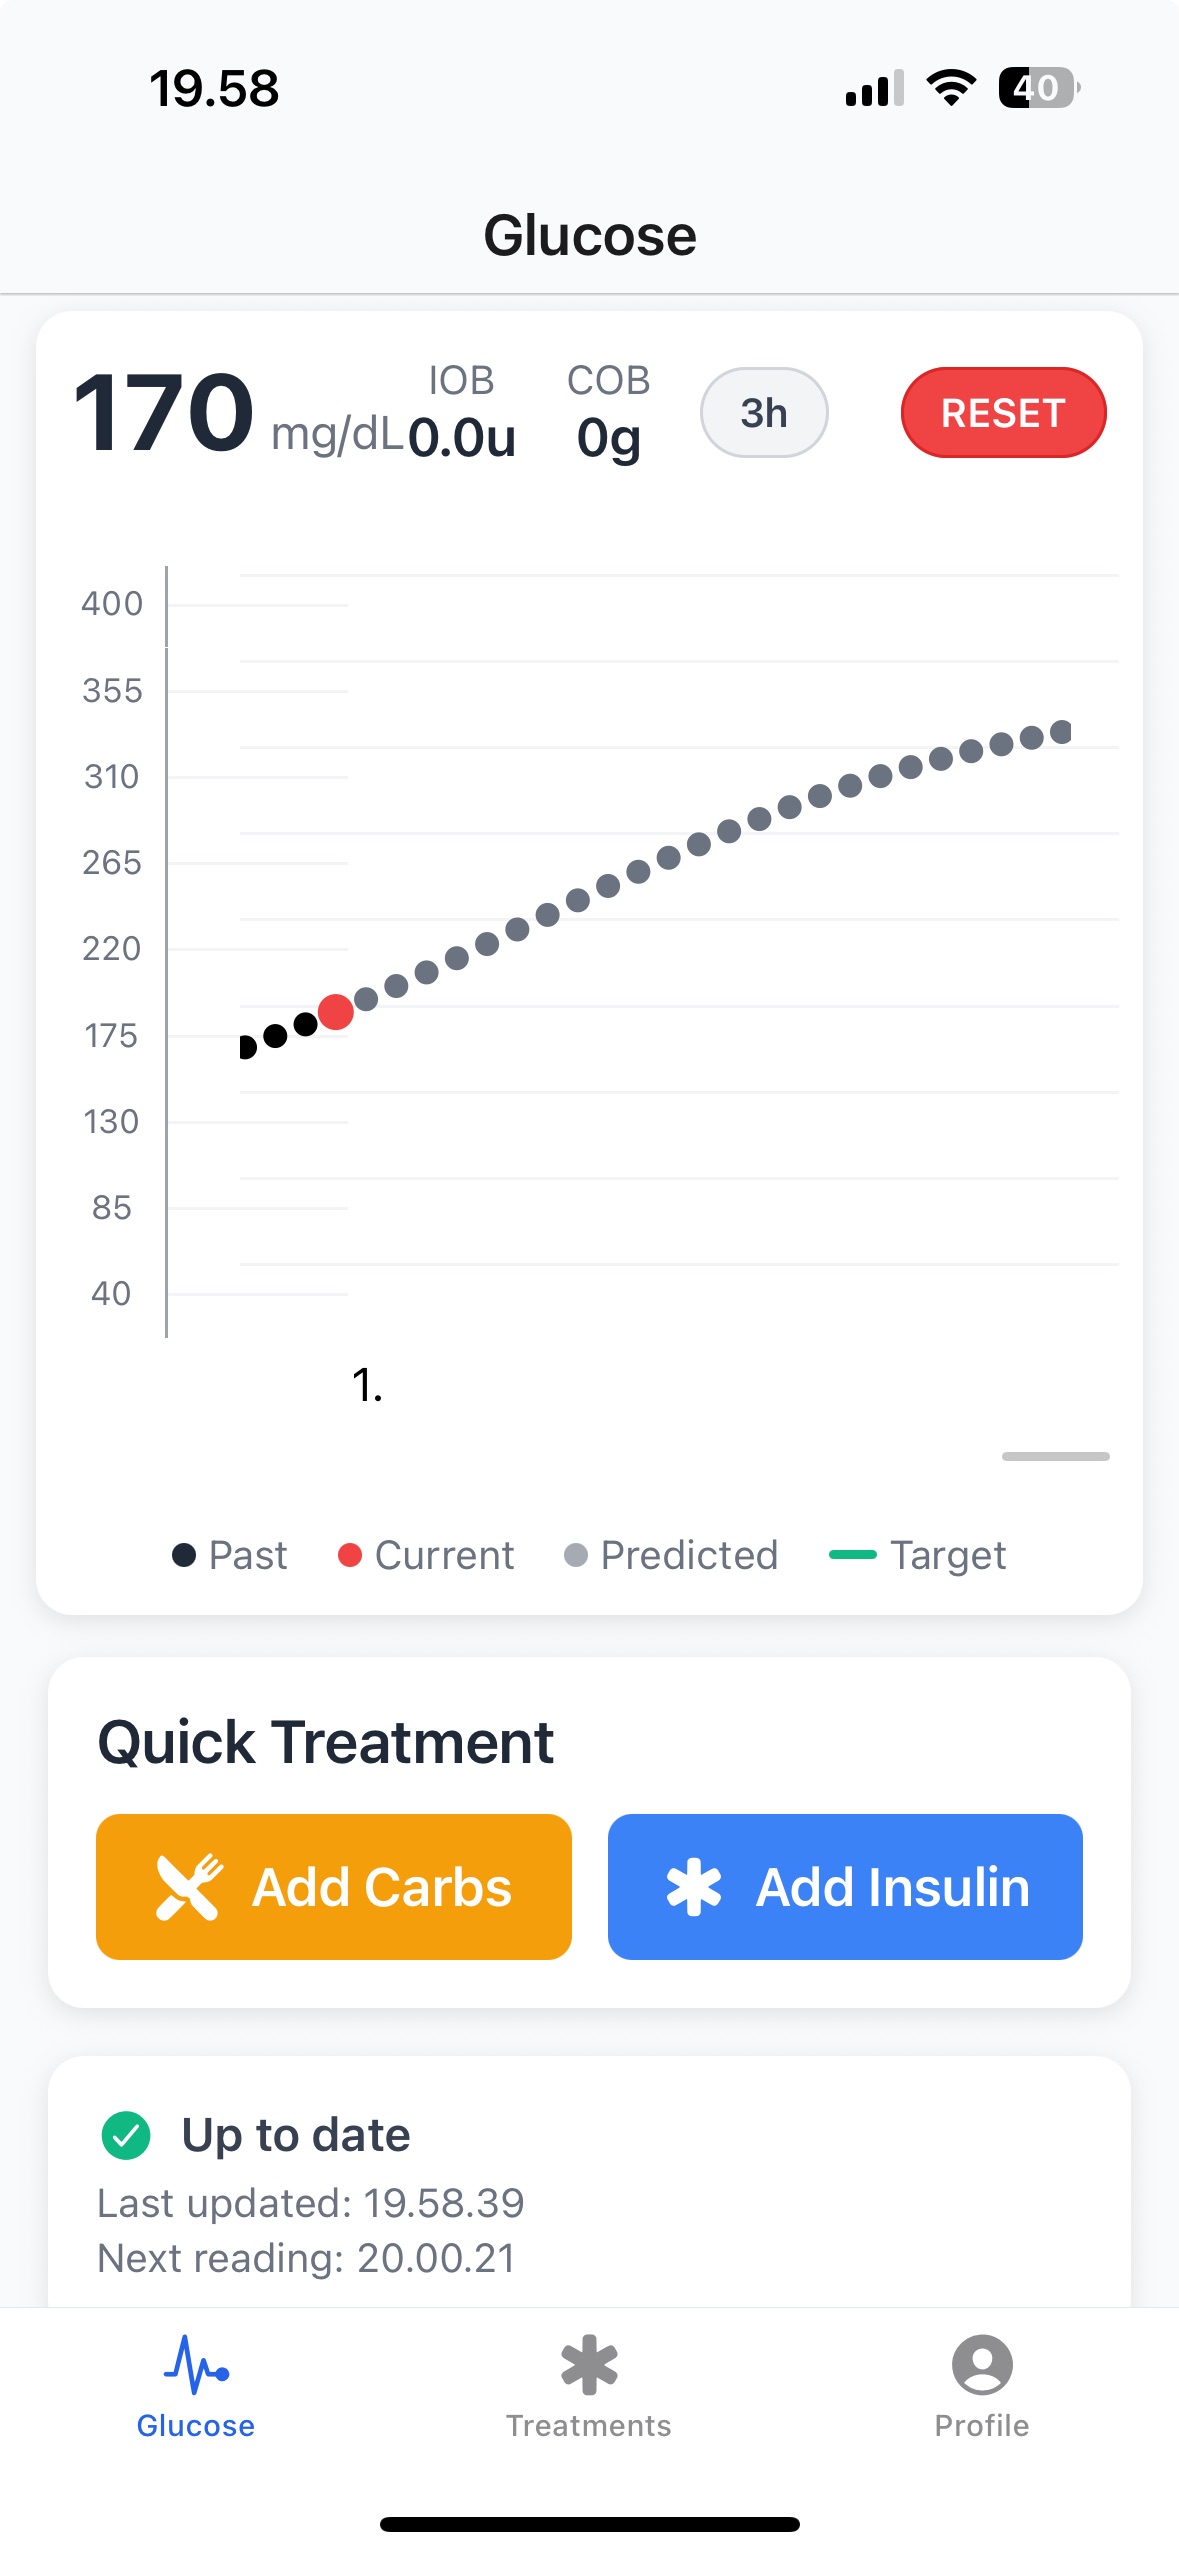 19.58
40
Glucose
170 mg/dL
IOB
0.0u
COB
0g
3h
RESET
400
355
310
265
220
175
130
85
40
1.
Past
Current
Predicted
Target
Quick Treatment
Add Carbs
Add Insulin
Up to date
Last updated: 19.58.39
Next reading: 20.00.21
Glucose
Treatments
Profile